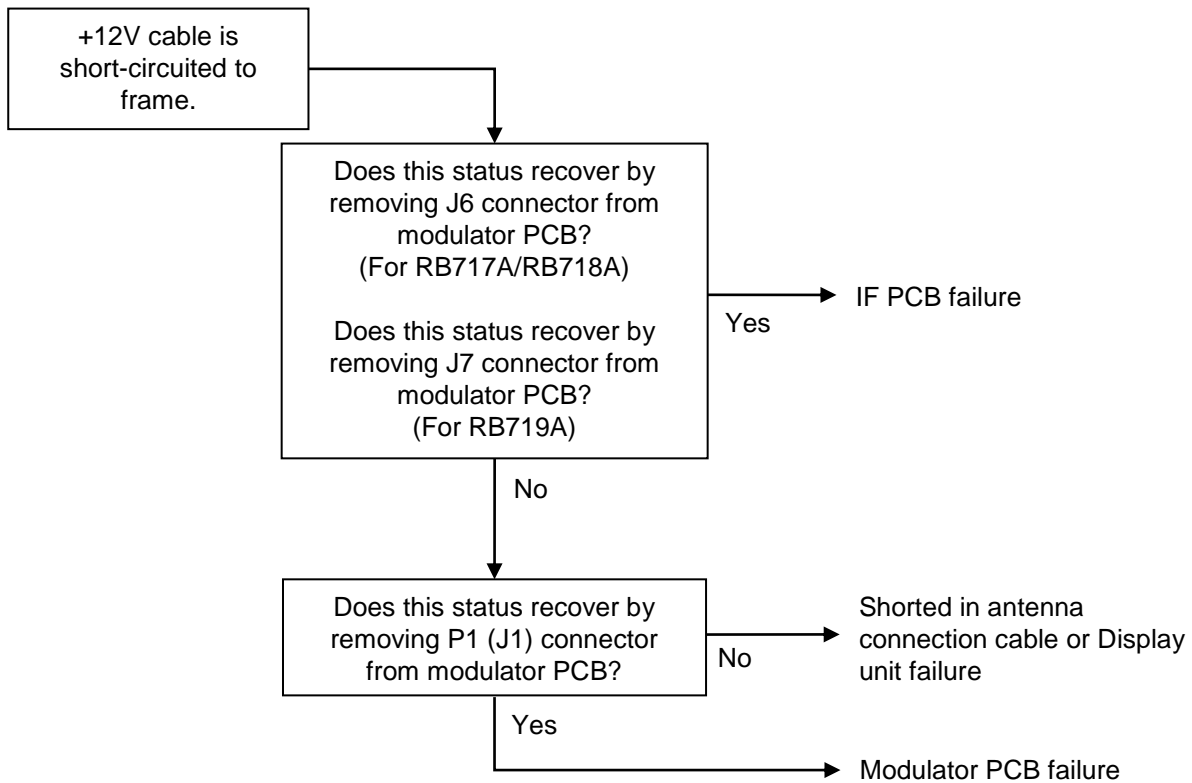 +12V cable is
short-circuited to
frame.
Does this status recover by
removing J6 connector from
modulator PCB?
(For RB717A/RB718A)
Does this status recover by
removing J7 connector from
modulator PCB?
(For RB719A)
Yes
IF PCB failure
No
Does this status recover by
removing P1 (J1) connector
from modulator PCB?
No
Shorted in antenna
connection cable or Display
unit failure
Yes
Modulator PCB failure